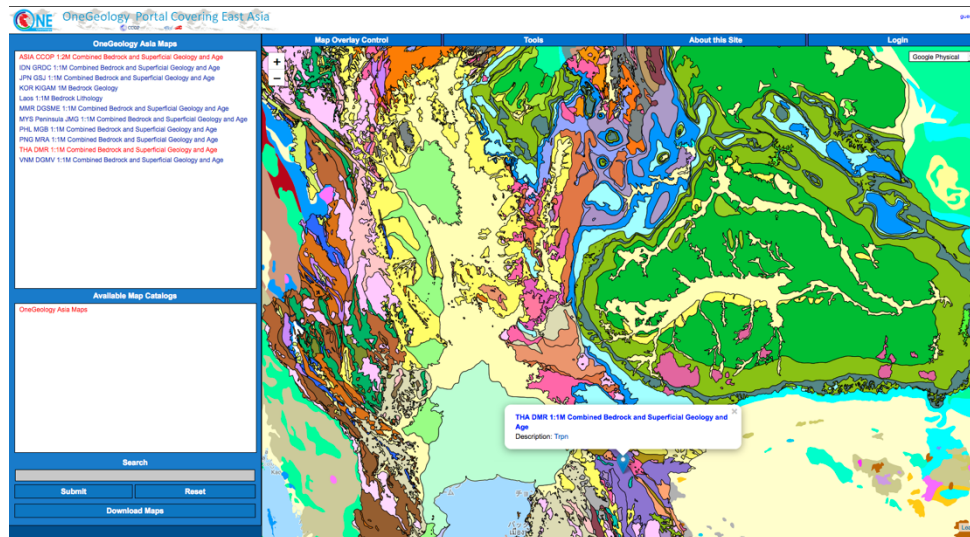 ONE OneGeology Portal Covering East Asia
CCOP
OneGeology Asia Maps
Map Overlay Control
Tools
About this Site
Login
ASIA CCOP 1:2M Combined Bedrock and Superficial Geology and Age
IDN GRDC 1:1M Combined Bedrock and Superficial Geology and Age
JPN GSJ 1:1M Combined Bedrock and Superficial Geology and Age
KOR KIGAM 1M Bedrock Geology
Laos 1:1M Bedrock Lithology
MMR DGSME 1:1M Combined Bedrock and Superficial Geology and Age
MYS Peninsula JMG 1:1M Combined Bedrock and Superficial Geology and Age
PHL MGB 1:1M Combined Bedrock and Superficial Geology and Age
PNG MRA 1:1M Combined Bedrock and Superficial Geology and Age
THA DMR 1:1M Combined Bedrock and Superficial Geology and Age
VNM DGMV 1:1M Combined Bedrock and Superficial Geology and Age
+
−
Google Physical
Available Map Catalogs
OneGeology Asia Maps
THA DMR 1:1M Combined Bedrock and Superficial Geology and
Age
Description: Trpn
Search
Submit
Reset
Download Maps